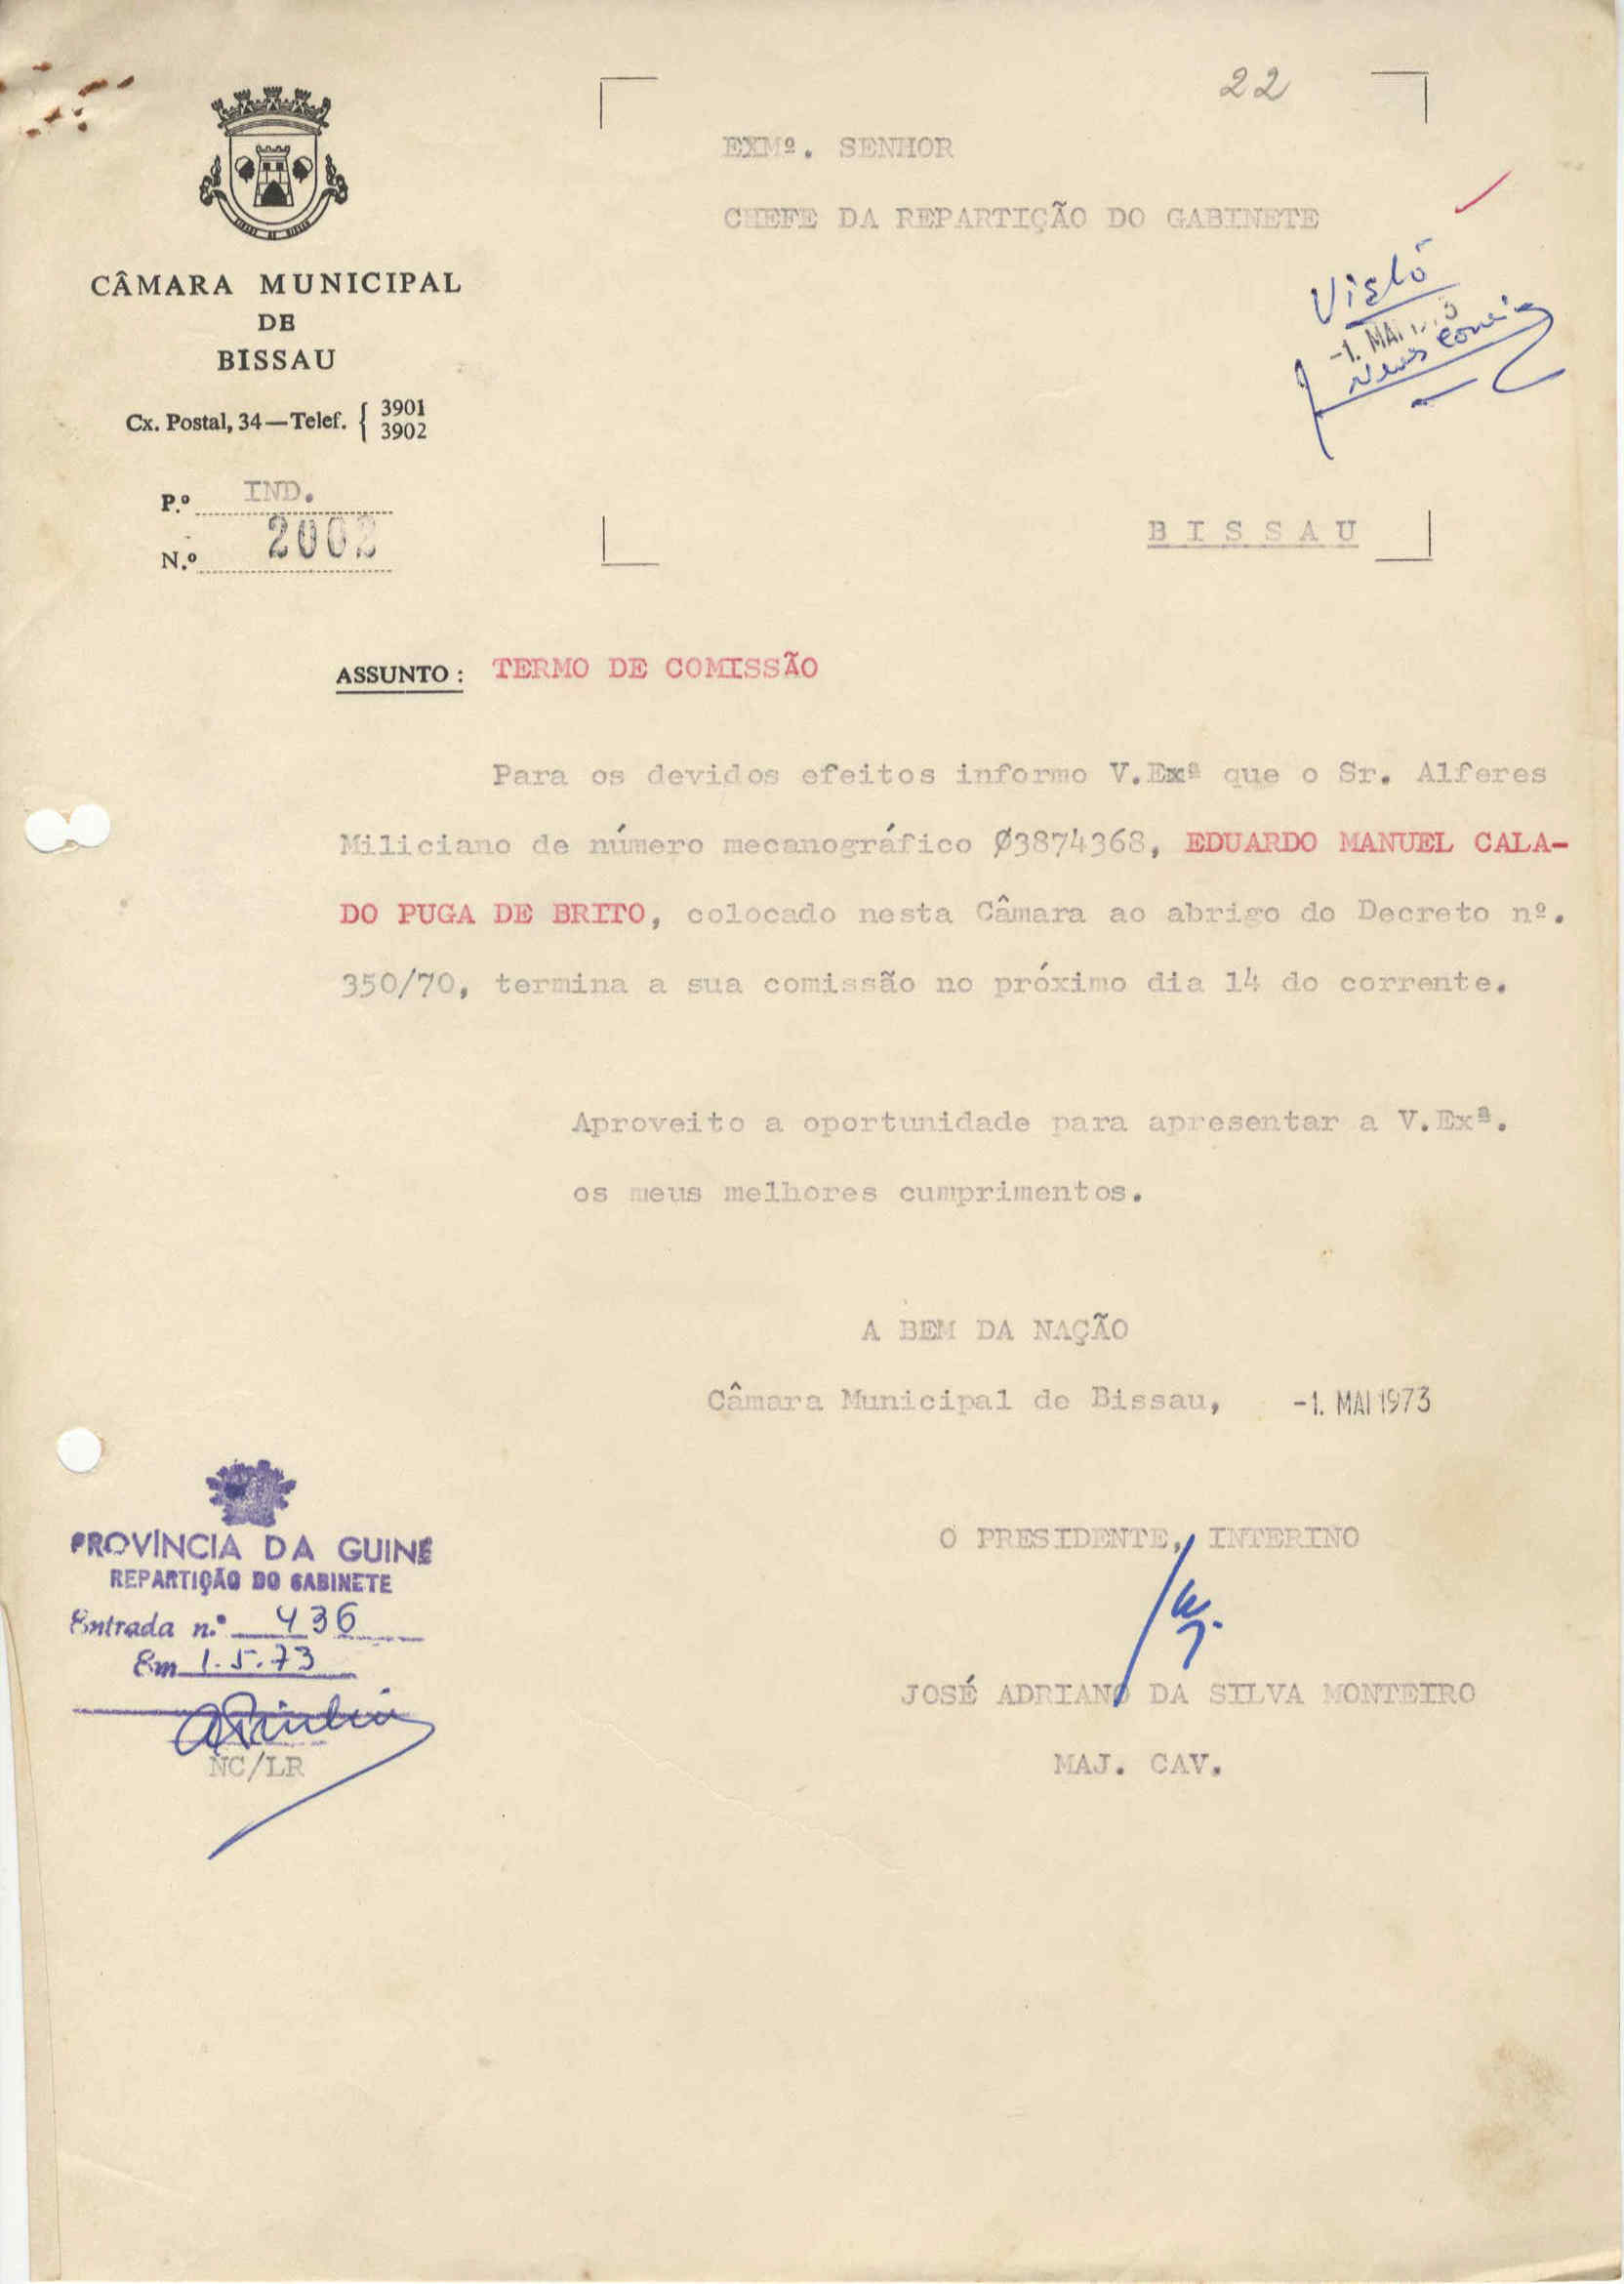 22
EXMº. SENHOR
CHEFE DA REPARTIÇÃO DO GABINETE
Visto
-1. MAI
CÂMARA MUNICIPAL
DE
BISSAU
Cx. Postal, 34—Telef. { 3901
3902
P.º IND.
N.º 2002
BISSAU
ASSUNTO: TERMO DE COMISSÃO
Para os devidos efeitos informo V.Exª que o Sr. Alferes
Miliciano de número mecanográfico Ø3874368, EDUARDO MANUEL CALA-
DO PUGA DE BRITO, colocado nesta Câmara ao abrigo do Decreto nº.
350/70, termina a sua comissão no próximo dia 14 do corrente.
Aproveito a oportunidade para apresentar a V.Exª.
os meus melhores cumprimentos.
A BEM DA NAÇÃO
Câmara Municipal de Bissau, -1. MAI 1973
O PRESIDENTE, INTERINO
JOSÉ ADRIANO DA SILVA MONTEIRO
MAJ. CAV.
PROVÍNCIA DA GUINÉ
REPARTIÇÃO DO GABINETE
Entrada n.º 436
Em 1.5.73
NC/LR